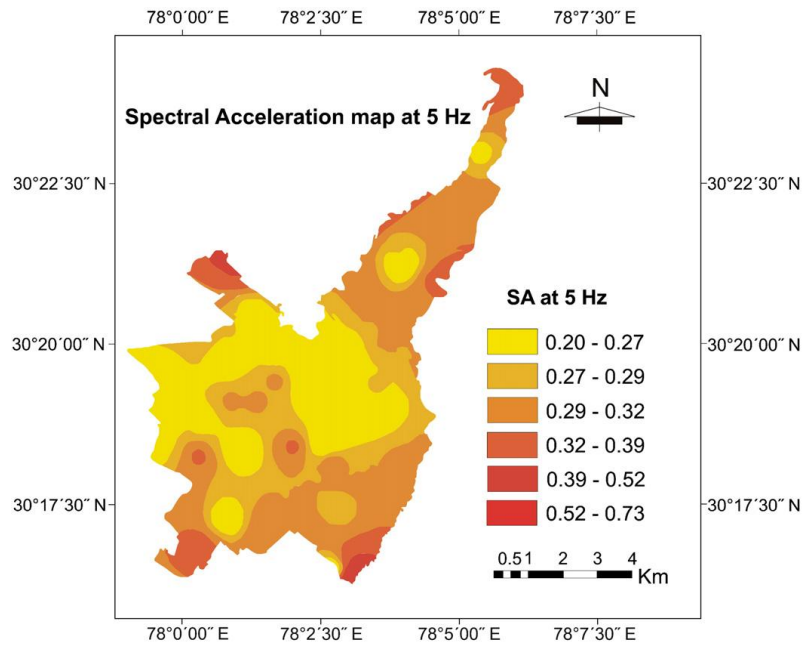 78°0´00˝ E 78°2´30˝ E 78°5´00˝ E 78°7´30˝ E
N
Spectral Acceleration map at 5 Hz
30°22´30˝ N 30°22´30˝ N
SA at 5 Hz
30°20´00˝ N 30°20´00˝ N
0.20 - 0.27
0.27 - 0.29
0.29 - 0.32
0.32 - 0.39
0.39 - 0.52
30°17´30˝ N 30°17´30˝ N
0.52 - 0.73
0.51 2 3 4
Km
78°0´00˝ E 78°2´30˝ E 78°5´00˝ E 78°7´30˝ E